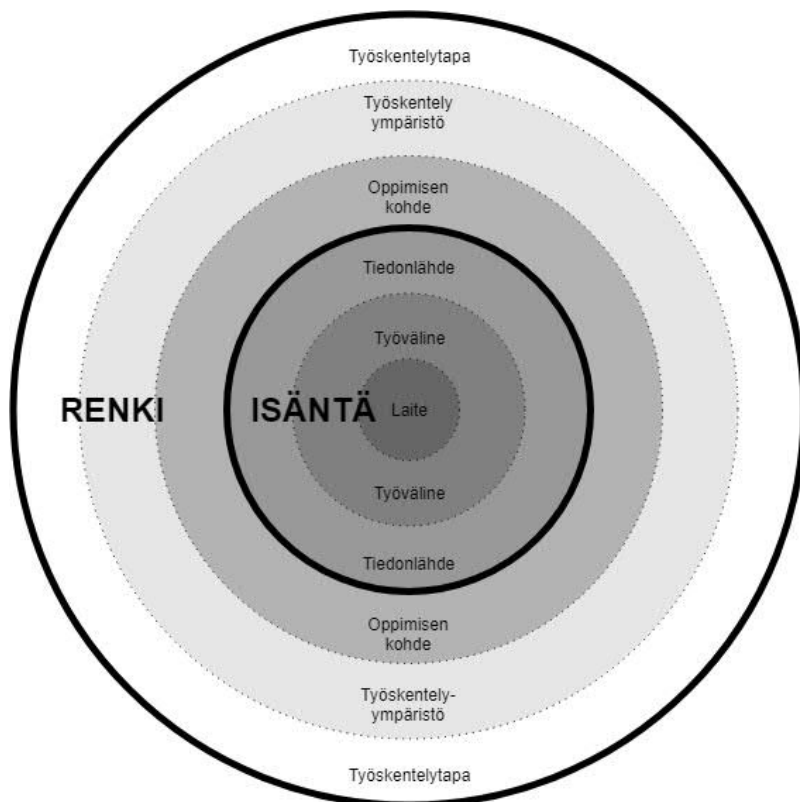 Työskentelytapa
Työskentely
ympäristö
Oppimisen
kohde
Tiedonlähde
Työväline
RENKI
ISÄNTÄ
Laite
Työväline
Tiedonlähde
Oppimisen
kohde
Työskentely-
ympäristö
Työskentelytapa